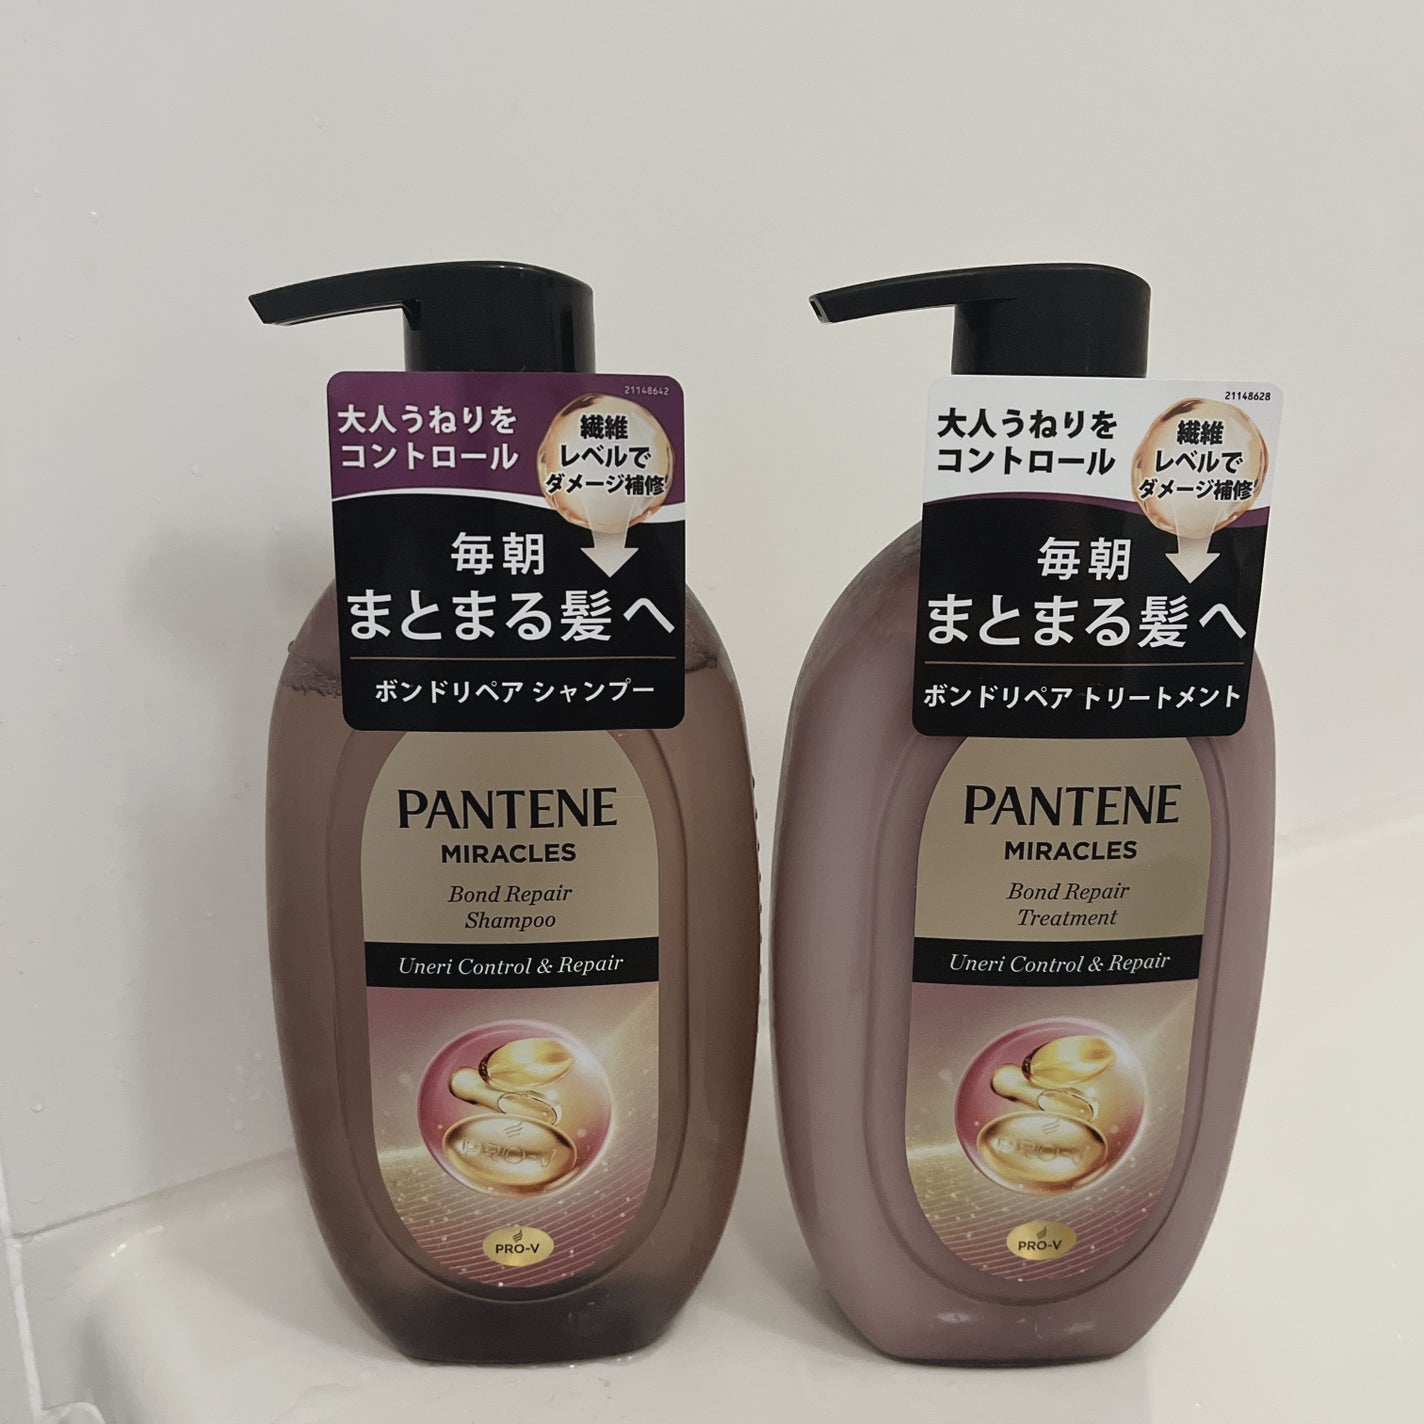 21148642
大人うねりを
コントロール
繊維
レベルで
ダメージ補修
毎朝
まとまる髪へ
ボンドリペア シャンプー
PANTENE
MIRACLES
Bond Repair
Shampoo
Uneri Control & Repair
PRO-V
PRO-V
21148628
大人うねりを
コントロール
繊維
レベルで
ダメージ補修
毎朝
まとまる髪へ
ボンドリペア トリートメント
PANTENE
MIRACLES
Bond Repair
Treatment
Uneri Control & Repair
PRO-V
PRO-V